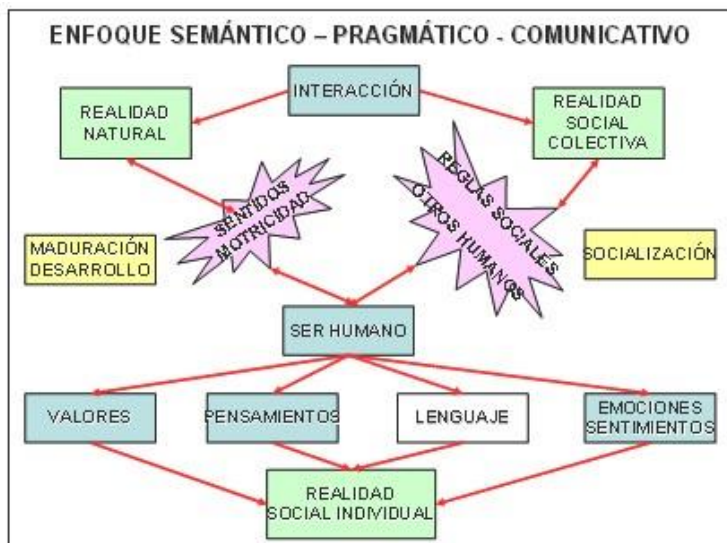 ENFOQUE SEMÁNTICO – PRAGMÁTICO - COMUNICATIVO
INTERACCIÓN
REALIDAD
NATURAL
REALIDAD
SOCIAL
COLECTIVA
SENTIDOS
MOTRICIDAD
REGLAS SOCIALES
OTROS HUMANOS
MADURACIÓN
DESARROLLO
SOCIALIZACIÓN
SER HUMANO
VALORES
PENSAMIENTOS
LENGUAJE
EMOCIONES
SENTIMIENTOS
REALIDAD
SOCIAL INDIVIDUAL